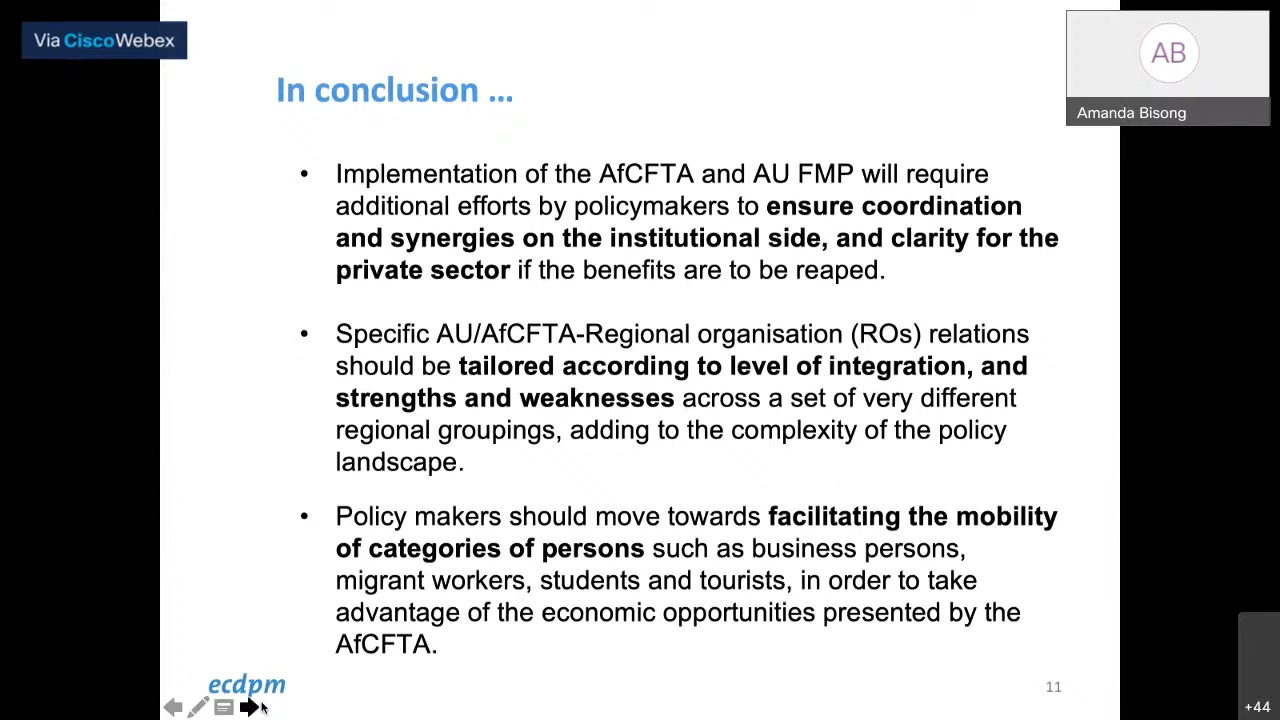 Via CiscoWebex
AB
Amanda Bisong
In conclusion ...
• Implementation of the AfCFTA and AU FMP will require
additional efforts by policymakers to ensure coordination
and synergies on the institutional side, and clarity for the
private sector if the benefits are to be reaped.
• Specific AU/AfCFTA-Regional organisation (ROs) relations
should be tailored according to level of integration, and
strengths and weaknesses across a set of very different
regional groupings, adding to the complexity of the policy
landscape.
• Policy makers should move towards facilitating the mobility
of categories of persons such as business persons,
migrant workers, students and tourists, in order to take
advantage of the economic opportunities presented by the
AfCFTA.
ecdpm
11
+44